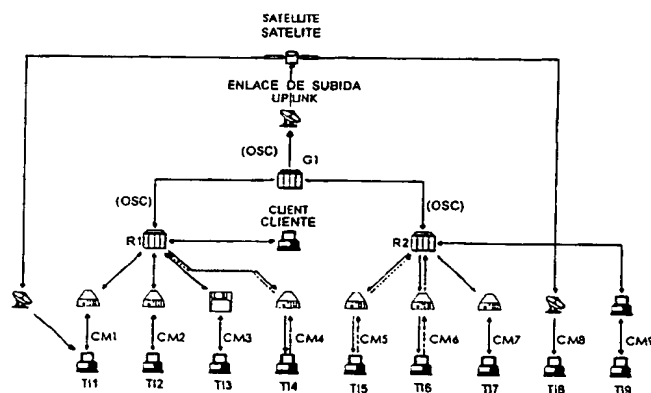 SATELLITE
SATELITE
ENLACE DE SUBIDA
UPLINK
(OSC)
G1
(OSC)
CLIENT
CLIENTE
(OSC)
R1
R2
CM1
CM2
CM3
CM4
CM5
CM6
CM7
CM8
CM9
TI1
TI2
TI3
TI4
TI5
TI6
TI7
TI8
TI9